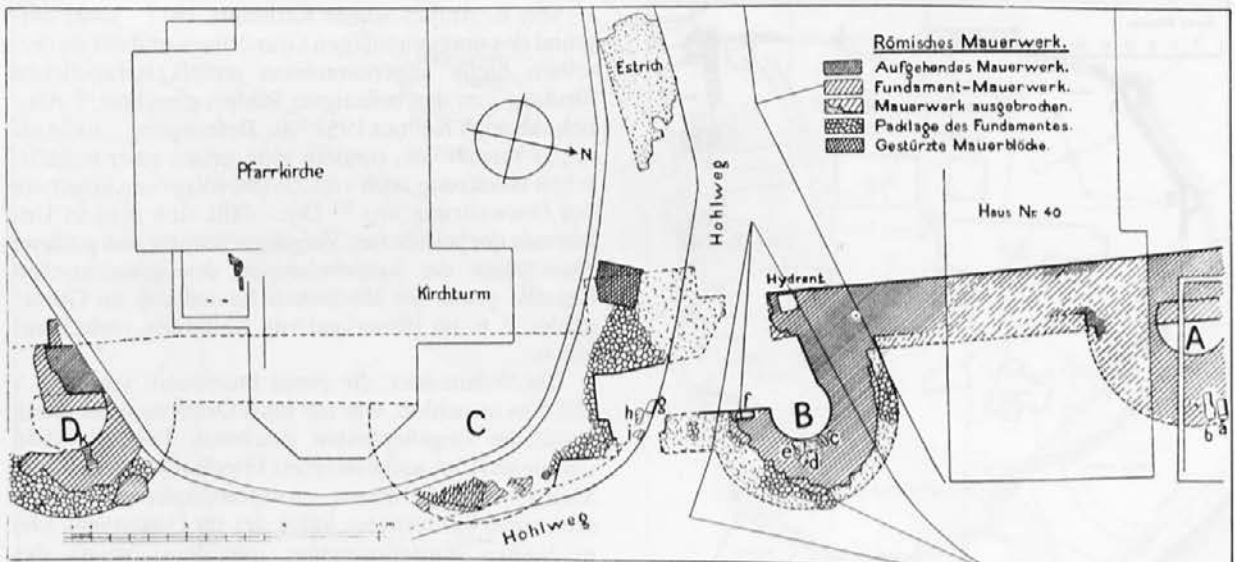 Römisches Mauerwerk.
Aufgehendes Mauerwerk.
Fundament-Mauerwerk.
Mauerwerk ausgebrochen.
Packlage des Fundamentes.
Gestürzte Mauerblöcke.
Estrich
N
Pfarrkirche
Hohlweg
Haus Nr. 40
Kirchturm
Hydrent
A
D
k
C
h
g
f
B
c
e
d
b
a
Hohlweg